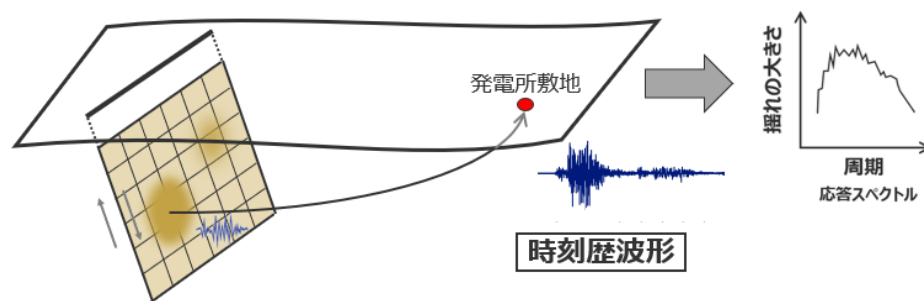 発電所敷地
時刻歴波形
揺れの大きさ
周期
応答スペクトル